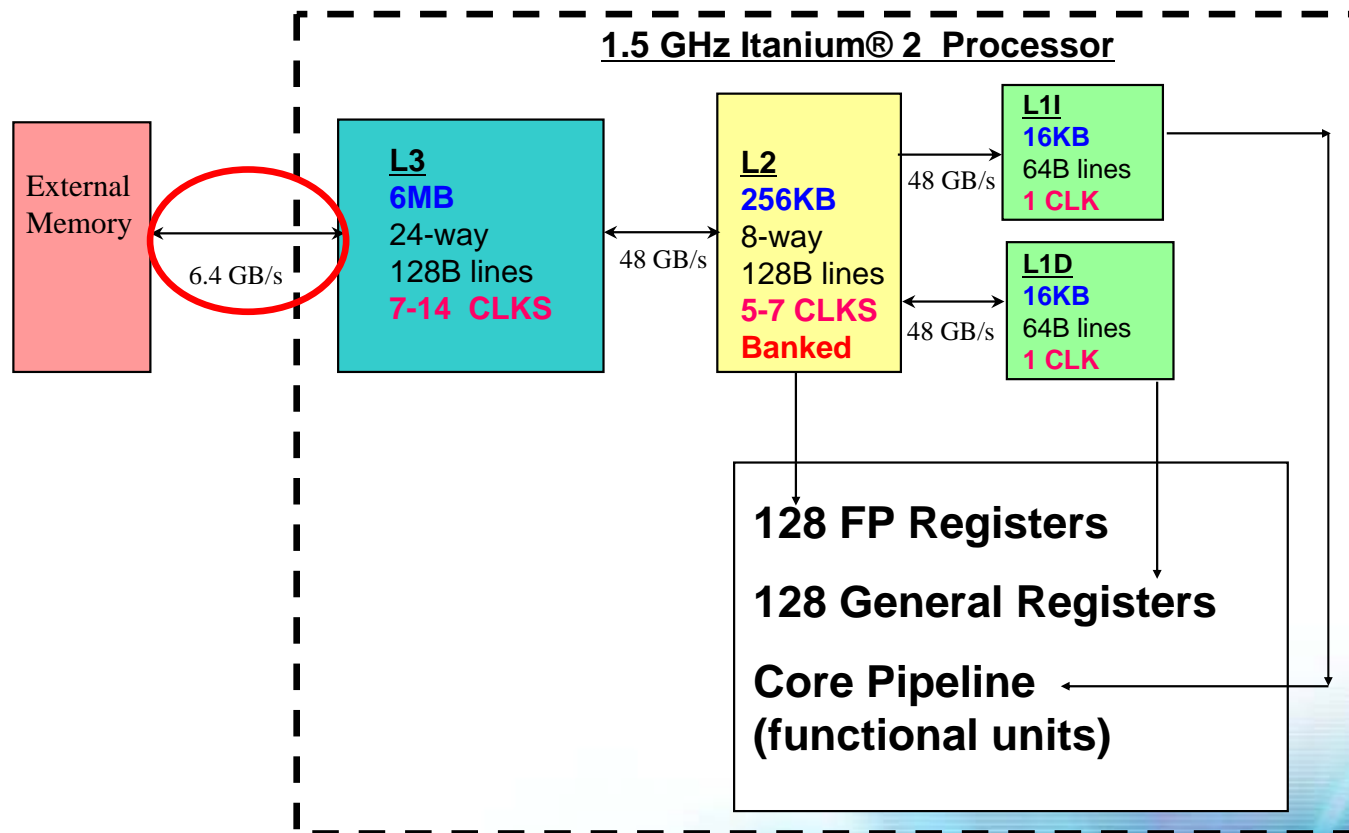 1.5 GHz Itanium® 2 Processor
External
Memory
6.4 GB/s
L3
6MB
24-way
128B lines
7-14 CLKS
48 GB/s
L2
256KB
8-way
128B lines
5-7 CLKS
Banked
48 GB/s
L1I
16KB
64B lines
1 CLK
48 GB/s
L1D
16KB
64B lines
1 CLK
128 FP Registers
128 General Registers
Core Pipeline
(functional units)